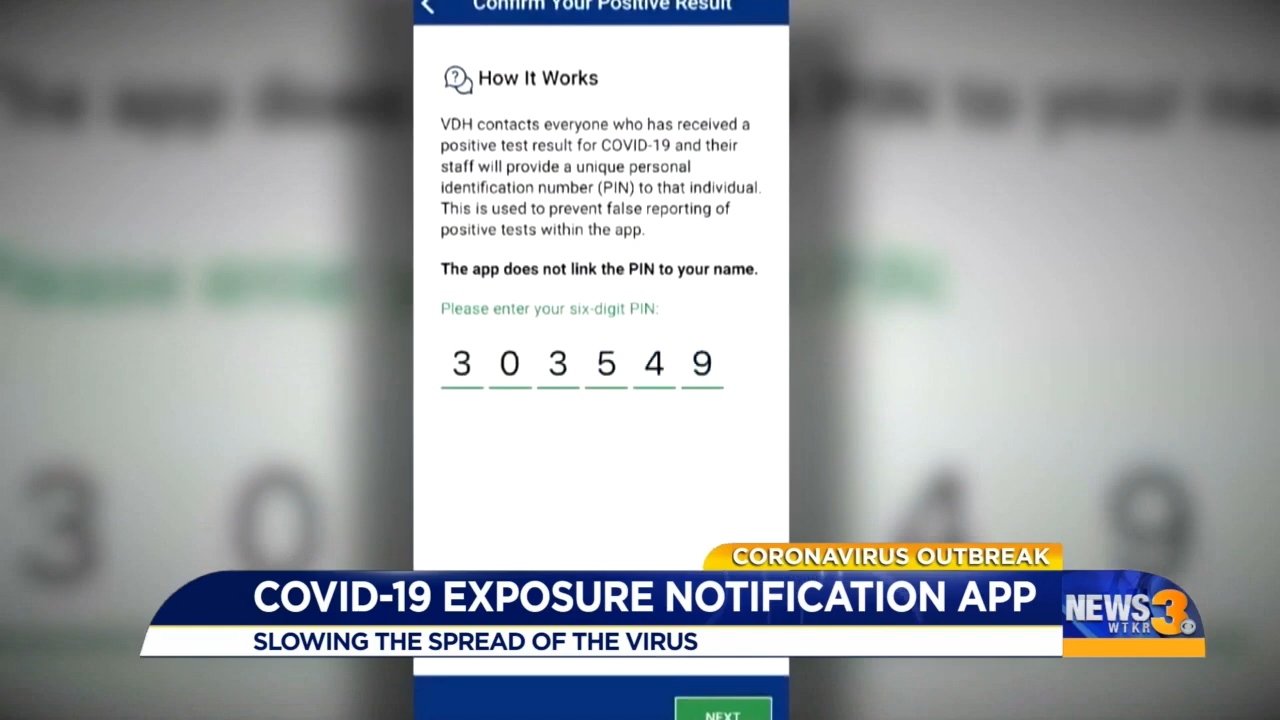 Confirm Your Positive Result
How It Works
VDH contacts everyone who has received a
positive test result for COVID-19 and their
staff will provide a unique personal
identification number (PIN) to that individual.
This is used to prevent false reporting of
positive tests within the app.
The app does not link the PIN to your name.
Please enter your six-digit PIN:
3 0 3 5 4 9
CORONAVIRUS OUTBREAK
COVID-19 EXPOSURE NOTIFICATION APP
SLOWING THE SPREAD OF THE VIRUS
NEWS 3
WTKR
NEXT